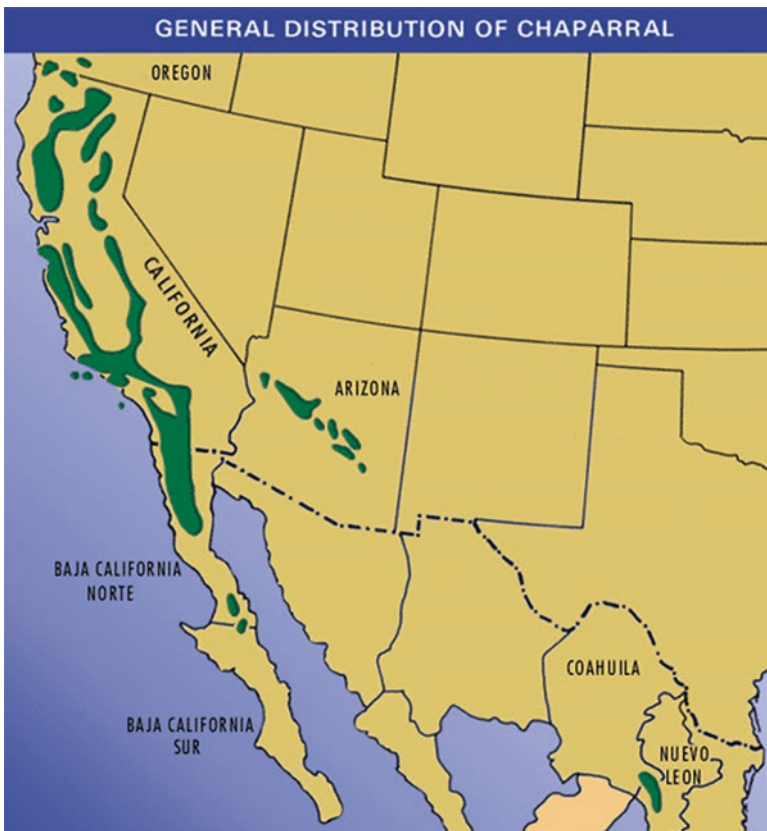 GENERAL DISTRIBUTION OF CHAPARRAL
OREGON
CALIFORNIA
ARIZONA
BAJA CALIFORNIA
NORTE
COAHUILA
BAJA CALIFORNIA
SUR
NUEVO
LEON